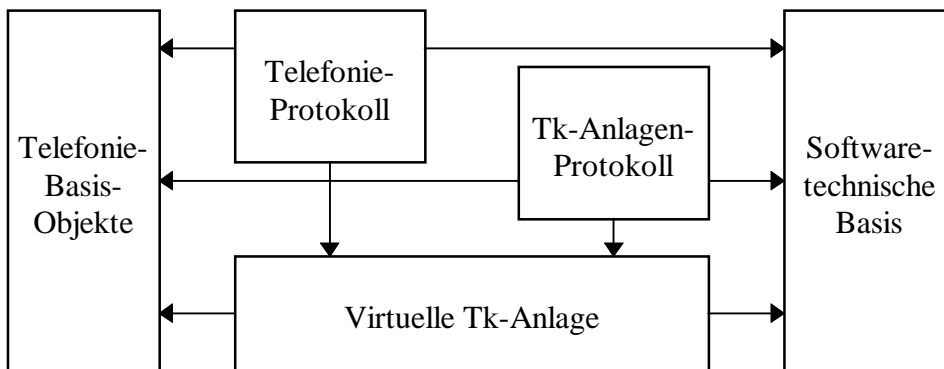 Telefonie-
Basis-
Objekte
Telefonie-
Protokoll
Tk-Anlagen-
Protokoll
Virtuelle Tk-Anlage
Software-
technische
Basis